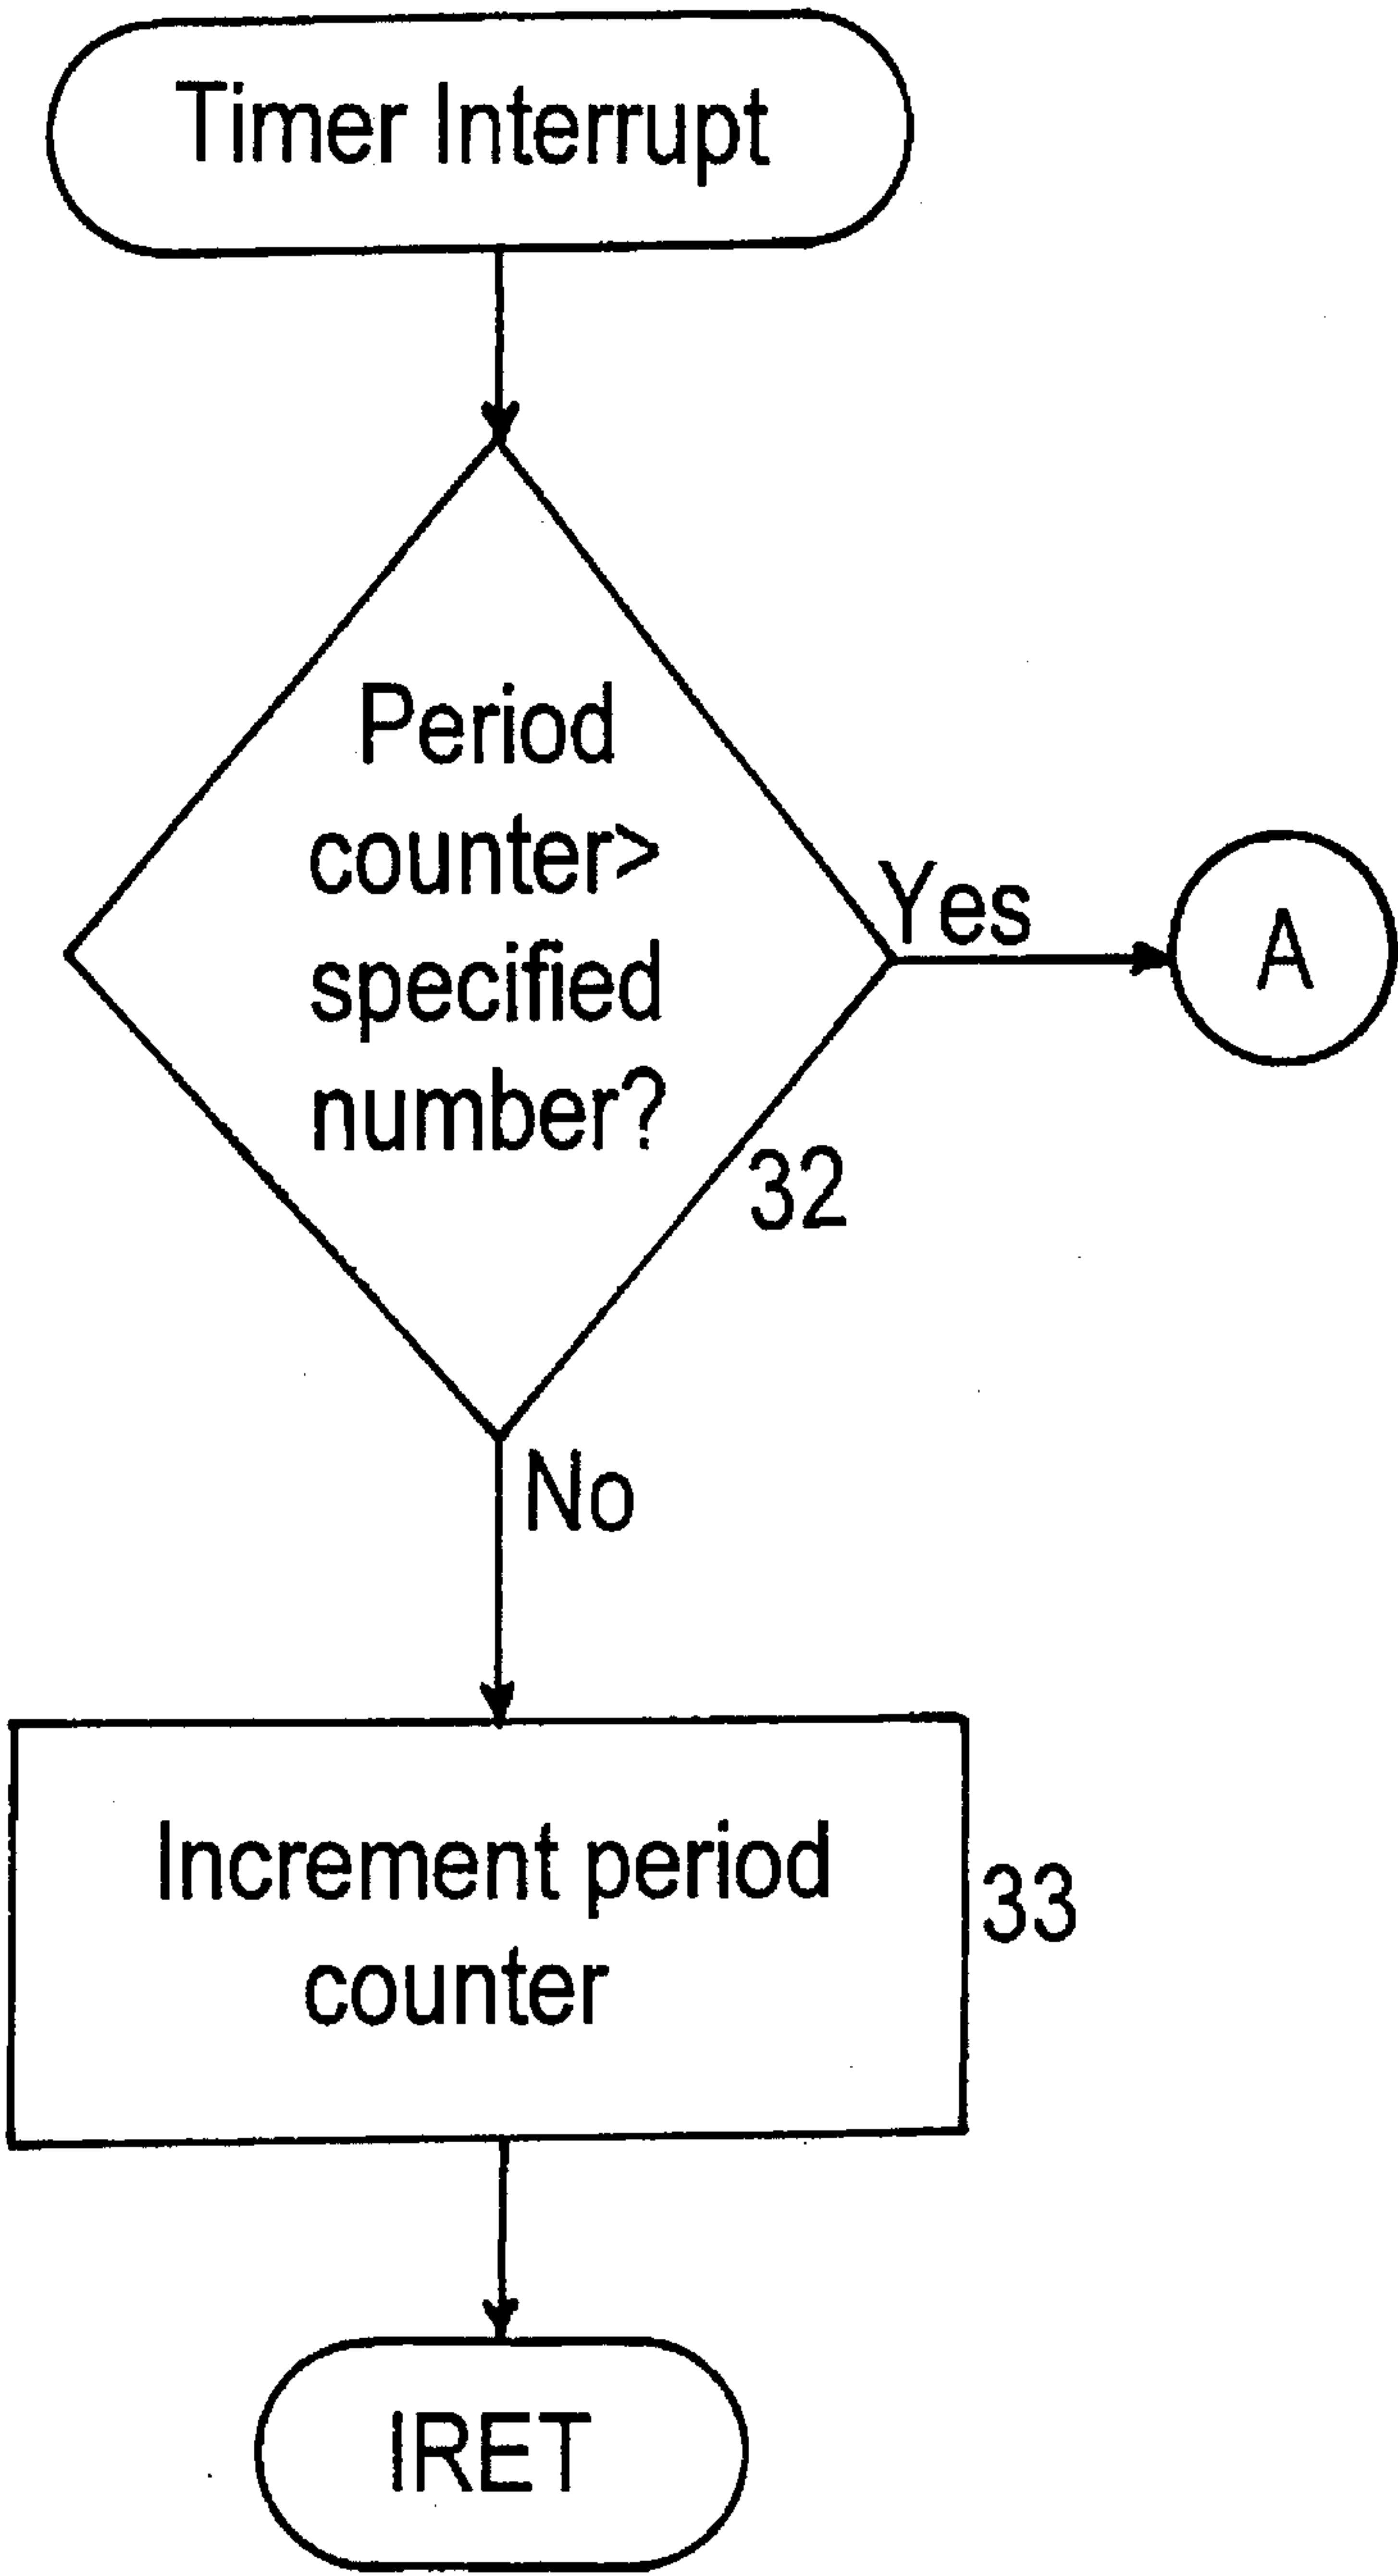 Timer Interrupt
Period
counter>
specified
number?
Yes
A
32
No
Increment period
counter
33
IRET